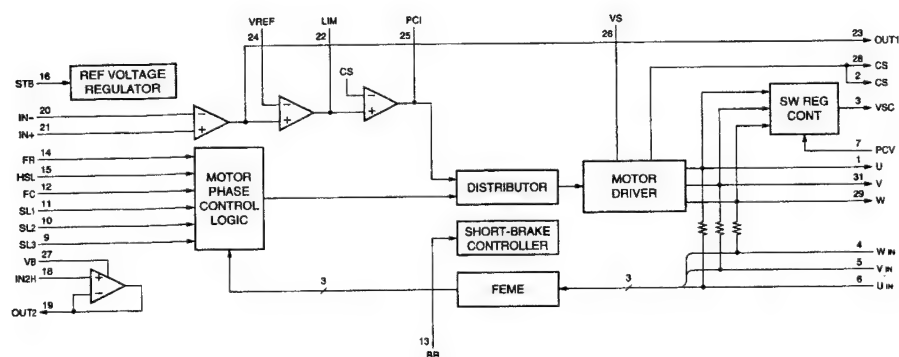 VREF
24
LIM
22
PCI
25
VS
26
23
OUT1
28
CS
2
CS
STB
16
REF VOLTAGE
REGULATOR
CS
SW REG
CONT
3
VSC
7
PCV
IN-
20
IN+
21
FR
14
HSL
15
FC
12
SL1
11
SL2
10
SL3
9
MOTOR
PHASE
CONTROL
LOGIC
DISTRIBUTOR
MOTOR
DRIVER
1
U
31
V
29
W
SHORT-BRAKE
CONTROLLER
VB
27
IN2H
18
OUT2
19
3
FEME
3
4
W IN
5
V IN
6
U IN
13
BR